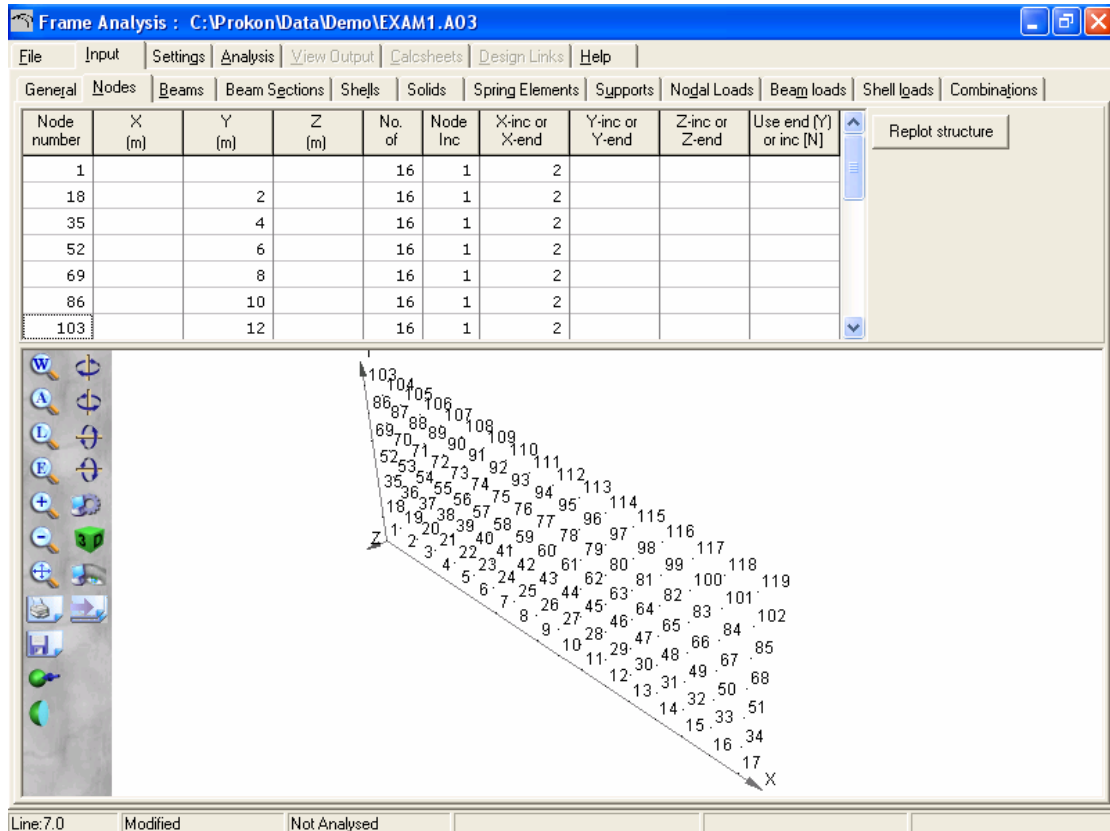 Frame Analysis : C:\Prokon\Data\Demo\EXAM1.A03
File Input Settings Analysis View Output Calcsheets Design Links Help
General Nodes Beams Beam Sections Shells Solids Spring Elements Supports Nodal Loads Beam loads Shell loads Combinations
Node number X (m) Y (m) Z (m) No. of Node Inc X-inc or X-end Y-inc or Y-end Z-inc or Z-end Use end (Y) or inc [N] Replot structure
1 16 1 2
18 2 16 1 2
35 4 16 1 2
52 6 16 1 2
69 8 16 1 2
86 10 16 1 2
103 12 16 1 2
W
A
L
E
3 D
103 104 105 106 107 108 109 110 111 112 113 114 115 116 117 118 119
86 87 88 89 90 91 92 93 94 95 96 97 98 99 100 101 102
69 70 71 72 73 74 75 76 77 78 79 80 81 82 83 84 85
52 53 54 55 56 57 58 59 60 61 62 63 64 65 66 67 68
35 36 37 38 39 40 41 42 43 44 45 46 47 48 49 50 51
18 19 20 21 22 23 24 25 26 27 28 29 30 31 32 33 34
Z 1 2 3 4 5 6 7 8 9 10 11 12 13 14 15 16 17
X
Line:7.0 Modified Not Analysed